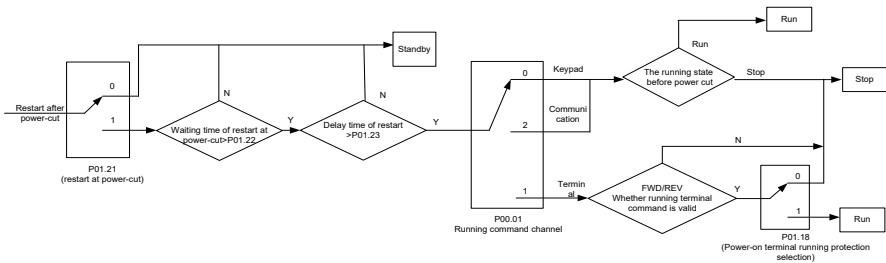 Run
Run
Standby
0
Restart after
power-cut
1
N
N
Waiting time of restart at
power-cut>P01.22
Y
Delay time of restart
>P01.23
Y
P01.21
(restart at power-cut)
0
Keypad
Communi
cation
2
1
Termin
al
P00.01
Running command channel
The running state
before power cut
Stop
Stop
N
FWD/REV
Whether running terminal
command is valid
Y
0
1
Run
P01.18
(Power-on terminal running protection
selection)